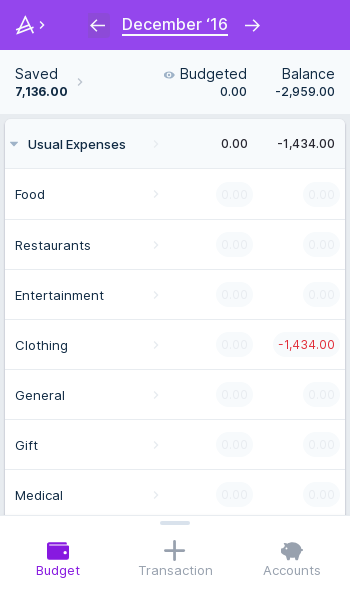 December ‘16
Saved Budgeted Balance
7,136.00 0.00 -2,959.00
Usual Expenses 0.00 -1,434.00
Food 0.00 0.00
Restaurants 0.00 0.00
Entertainment 0.00 0.00
Clothing 0.00 -1,434.00
General 0.00 0.00
Gift 0.00 0.00
Medical 0.00 0.00
Budget Transaction Accounts